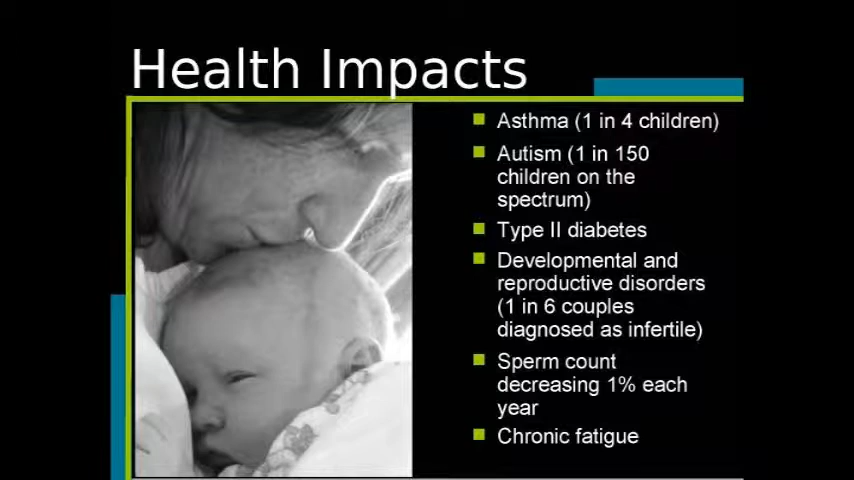 Health Impacts
Asthma (1 in 4 children)
Autism (1 in 150
children on the
spectrum)
Type II diabetes
Developmental and
reproductive disorders
(1 in 6 couples
diagnosed as infertile)
Sperm count
decreasing 1% each
year
Chronic fatigue